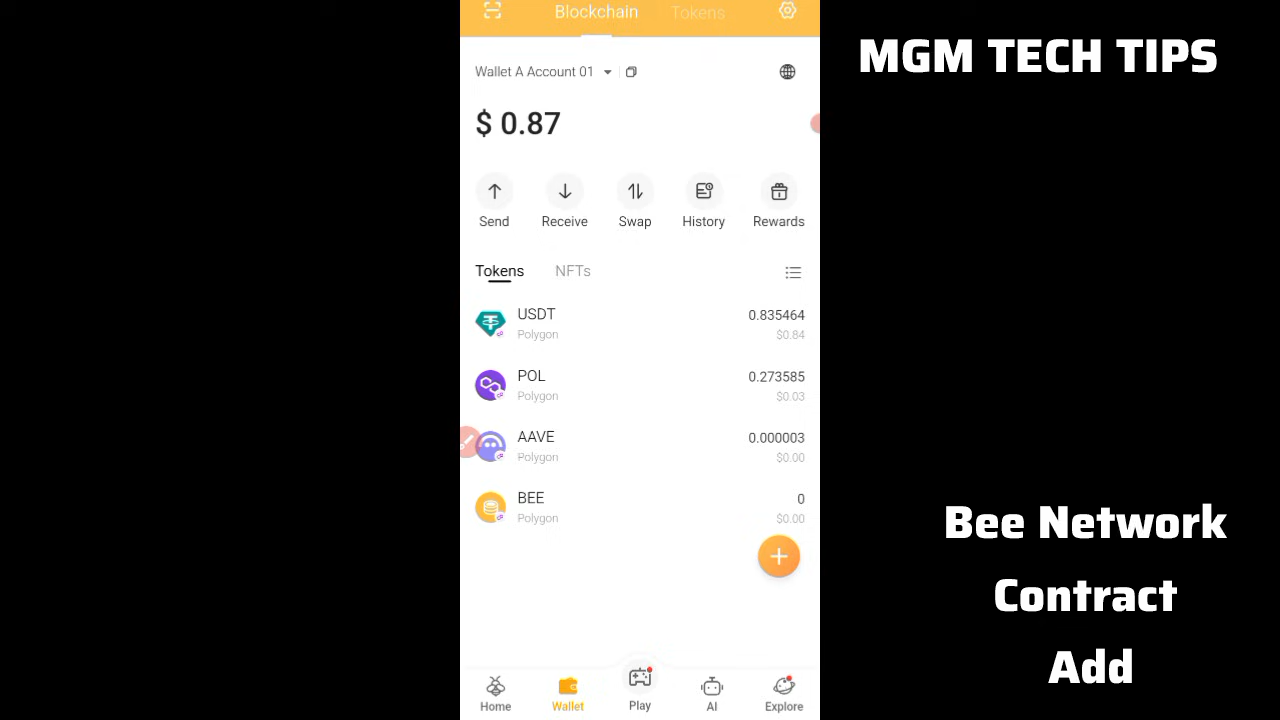 Blockchain Tokens
MGM TECH TIPS
Wallet A Account 01
$ 0.87
Send Receive Swap History Rewards
Tokens NFTs
USDT 0.835464
Polygon $0.84
POL 0.273585
Polygon $0.03
AAVE 0.000003
Polygon $0.00
BEE 0
Polygon $0.00
Bee Network
Contract
Add
Home Wallet Play AI Explore